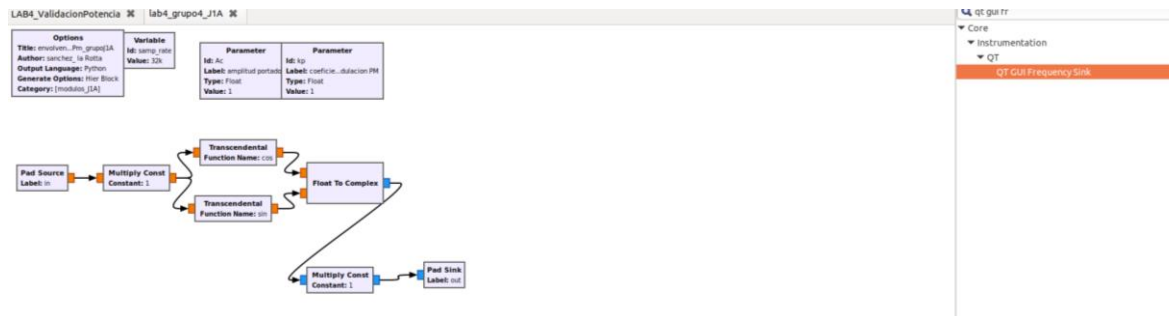 LAB4_ValidacionPotencia ✖ lab4_grupo4_J1A ✖
qt gui fr
Options
Title: envolven...Pm_grupoJ1A
Author: sanchez_la Rotta
Output Language: Python
Generate Options: Hier Block
Category: [modulos_J1A]
Variable
Id: samp_rate
Value: 32k
Parameter
Id: Ac
Label: amplitud portado
Type: Float
Value: 1
Parameter
Id: kp
Label: coeficie...dulacion PM
Type: Float
Value: 1
Core
Instrumentation
QT
QT GUI Frequency Sink
Transcendental
Function Name: cos
Pad Source
Label: in
Multiply Const
Constant: 1
Float To Complex
Transcendental
Function Name: sin
Multiply Const
Constant: 1
Pad Sink
Label: out